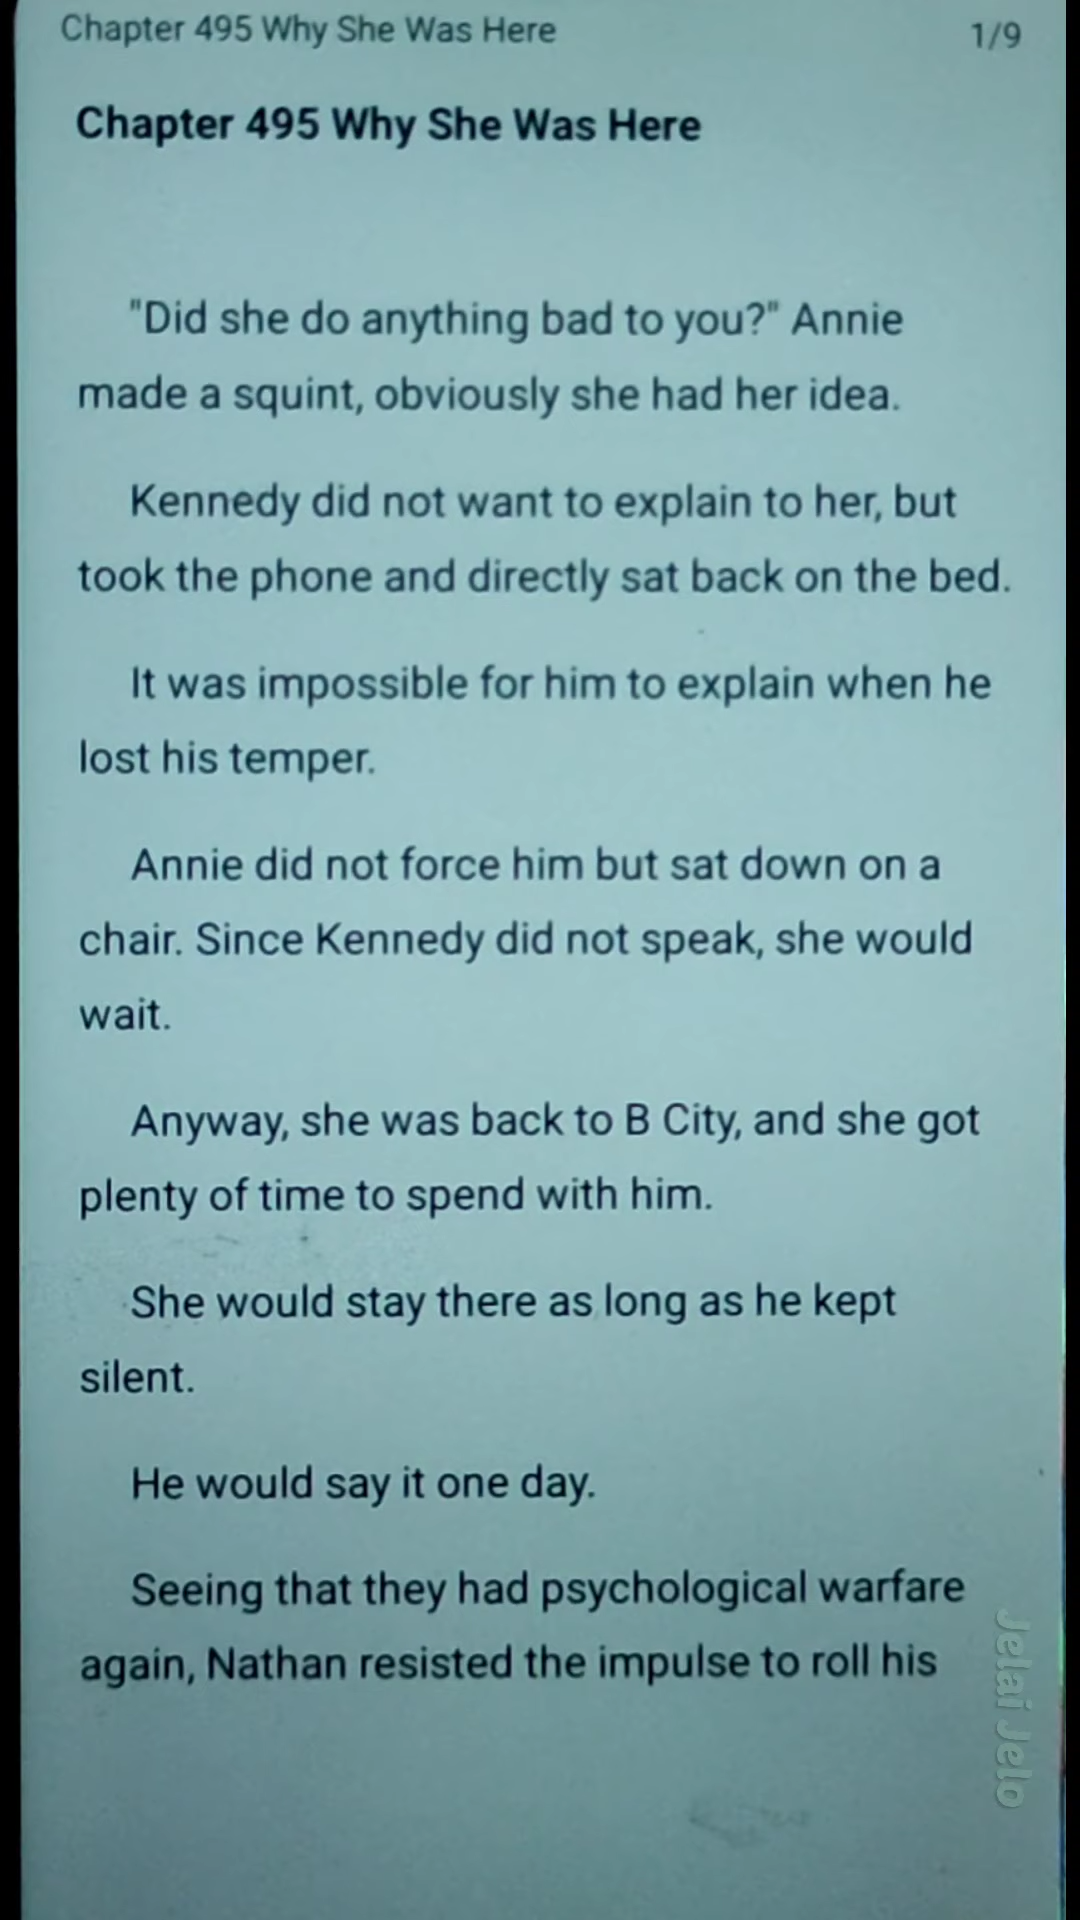 Chapter 495 Why She Was Here
1/9
Chapter 495 Why She Was Here
"Did she do anything bad to you?" Annie
made a squint, obviously she had her idea.
Kennedy did not want to explain to her, but
took the phone and directly sat back on the bed.
It was impossible for him to explain when he
lost his temper.
Annie did not force him but sat down on a
chair. Since Kennedy did not speak, she would
wait.
Anyway, she was back to B City, and she got
plenty of time to spend with him.
She would stay there as long as he kept
silent.
He would say it one day.
Seeing that they had psychological warfare
again, Nathan resisted the impulse to roll his
Jelai Jelo